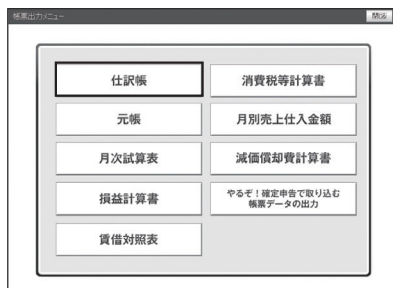 帳票出力メニュー
閉じる
仕訳帳
元帳
月次試算表
損益計算書
貸借対照表
消費税等計算書
月別売上仕入金額
減価償却費計算書
やるぞ！確定申告で取り込む
帳票データの出力